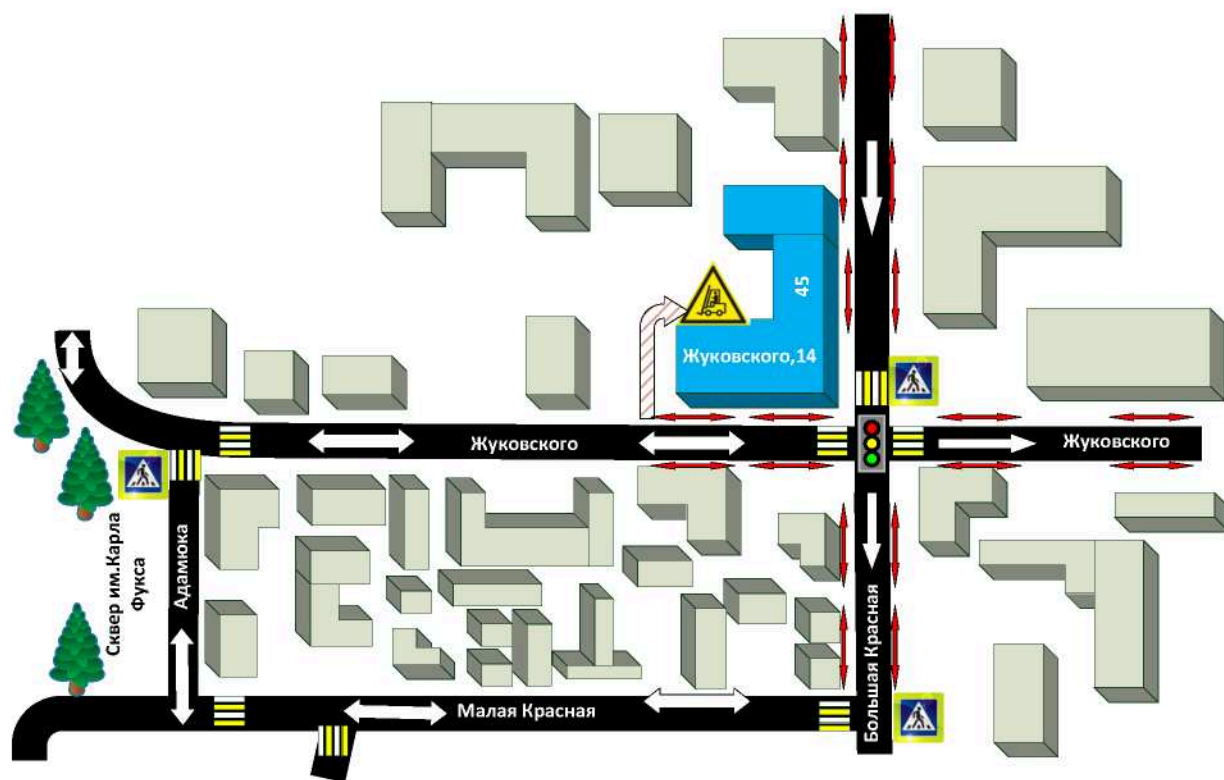 45
Жуковского,14
Жуковского
Жуковского
Сквер им.Карла
Фукса
Адамюка
Большая Красная
Малая Красная